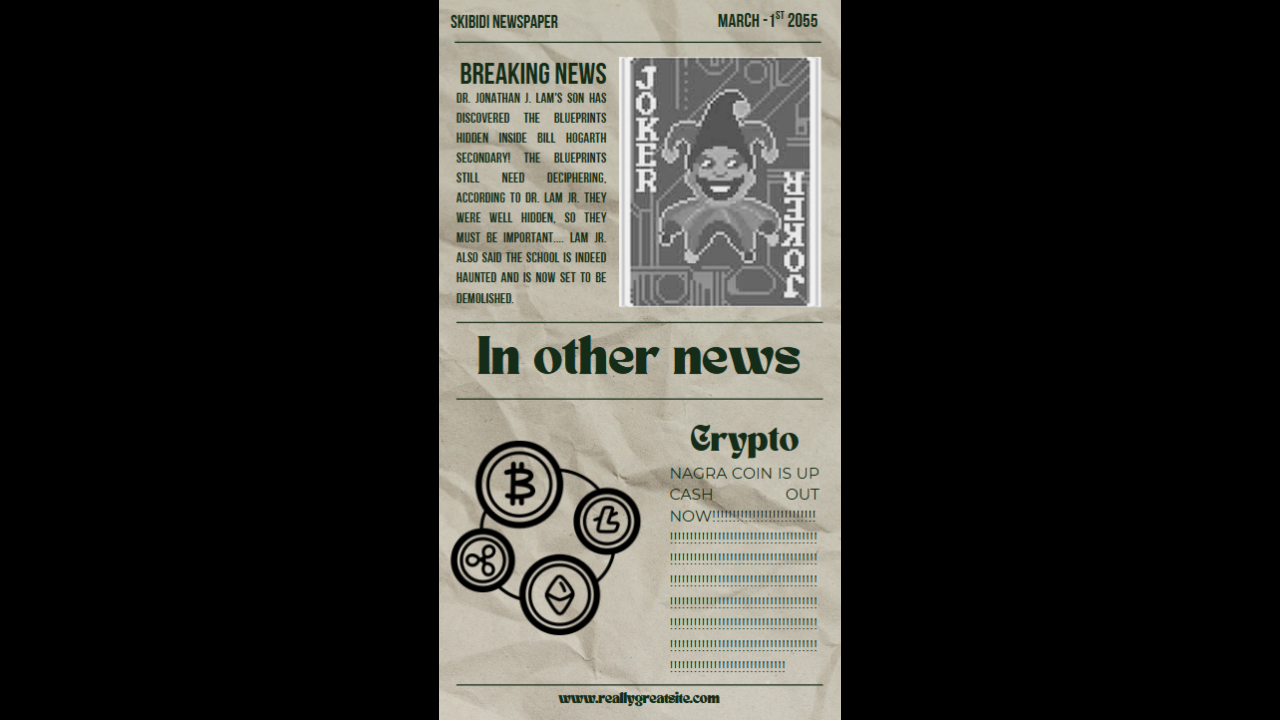 SKIBIDI NEWSPAPER
MARCH -1ST 2055
BREAKING NEWS
DR. JONATHAN J. LAM'S SON HAS
DISCOVERED THE BLUEPRINTS
HIDDEN INSIDE BILL HOGARTH
SECONDARY! THE BLUEPRINTS
STILL NEED DECIPHERING,
ACCORDING TO DR. LAM JR. THEY
WERE WELL HIDDEN, SO THEY
MUST BE IMPORTANT.... LAM JR.
ALSO SAID THE SCHOOL IS INDEED
HAUNTED AND IS NOW SET TO BE
DEMOLISHED.
JOKER
JOKER
In other news
Crypto
NAGRA COIN IS UP
CASH OUT
NOW!!!!!!!!!!!!!!!!!!!!!!!!!!
!!!!!!!!!!!!!!!!!!!!!!!!!!!!!!!!!!!!!
!!!!!!!!!!!!!!!!!!!!!!!!!!!!!!!!!!!!!
!!!!!!!!!!!!!!!!!!!!!!!!!!!!!!!!!!!!!
!!!!!!!!!!!!!!!!!!!!!!!!!!!!!!!!!!!!!
!!!!!!!!!!!!!!!!!!!!!!!!!!!!!!!!!!!!!
!!!!!!!!!!!!!!!!!!!!!!!!!!!!!!!!!!!!!
!!!!!!!!!!!!!!!!!!!!!!!!!!!!!
www.reallygreatsite.com